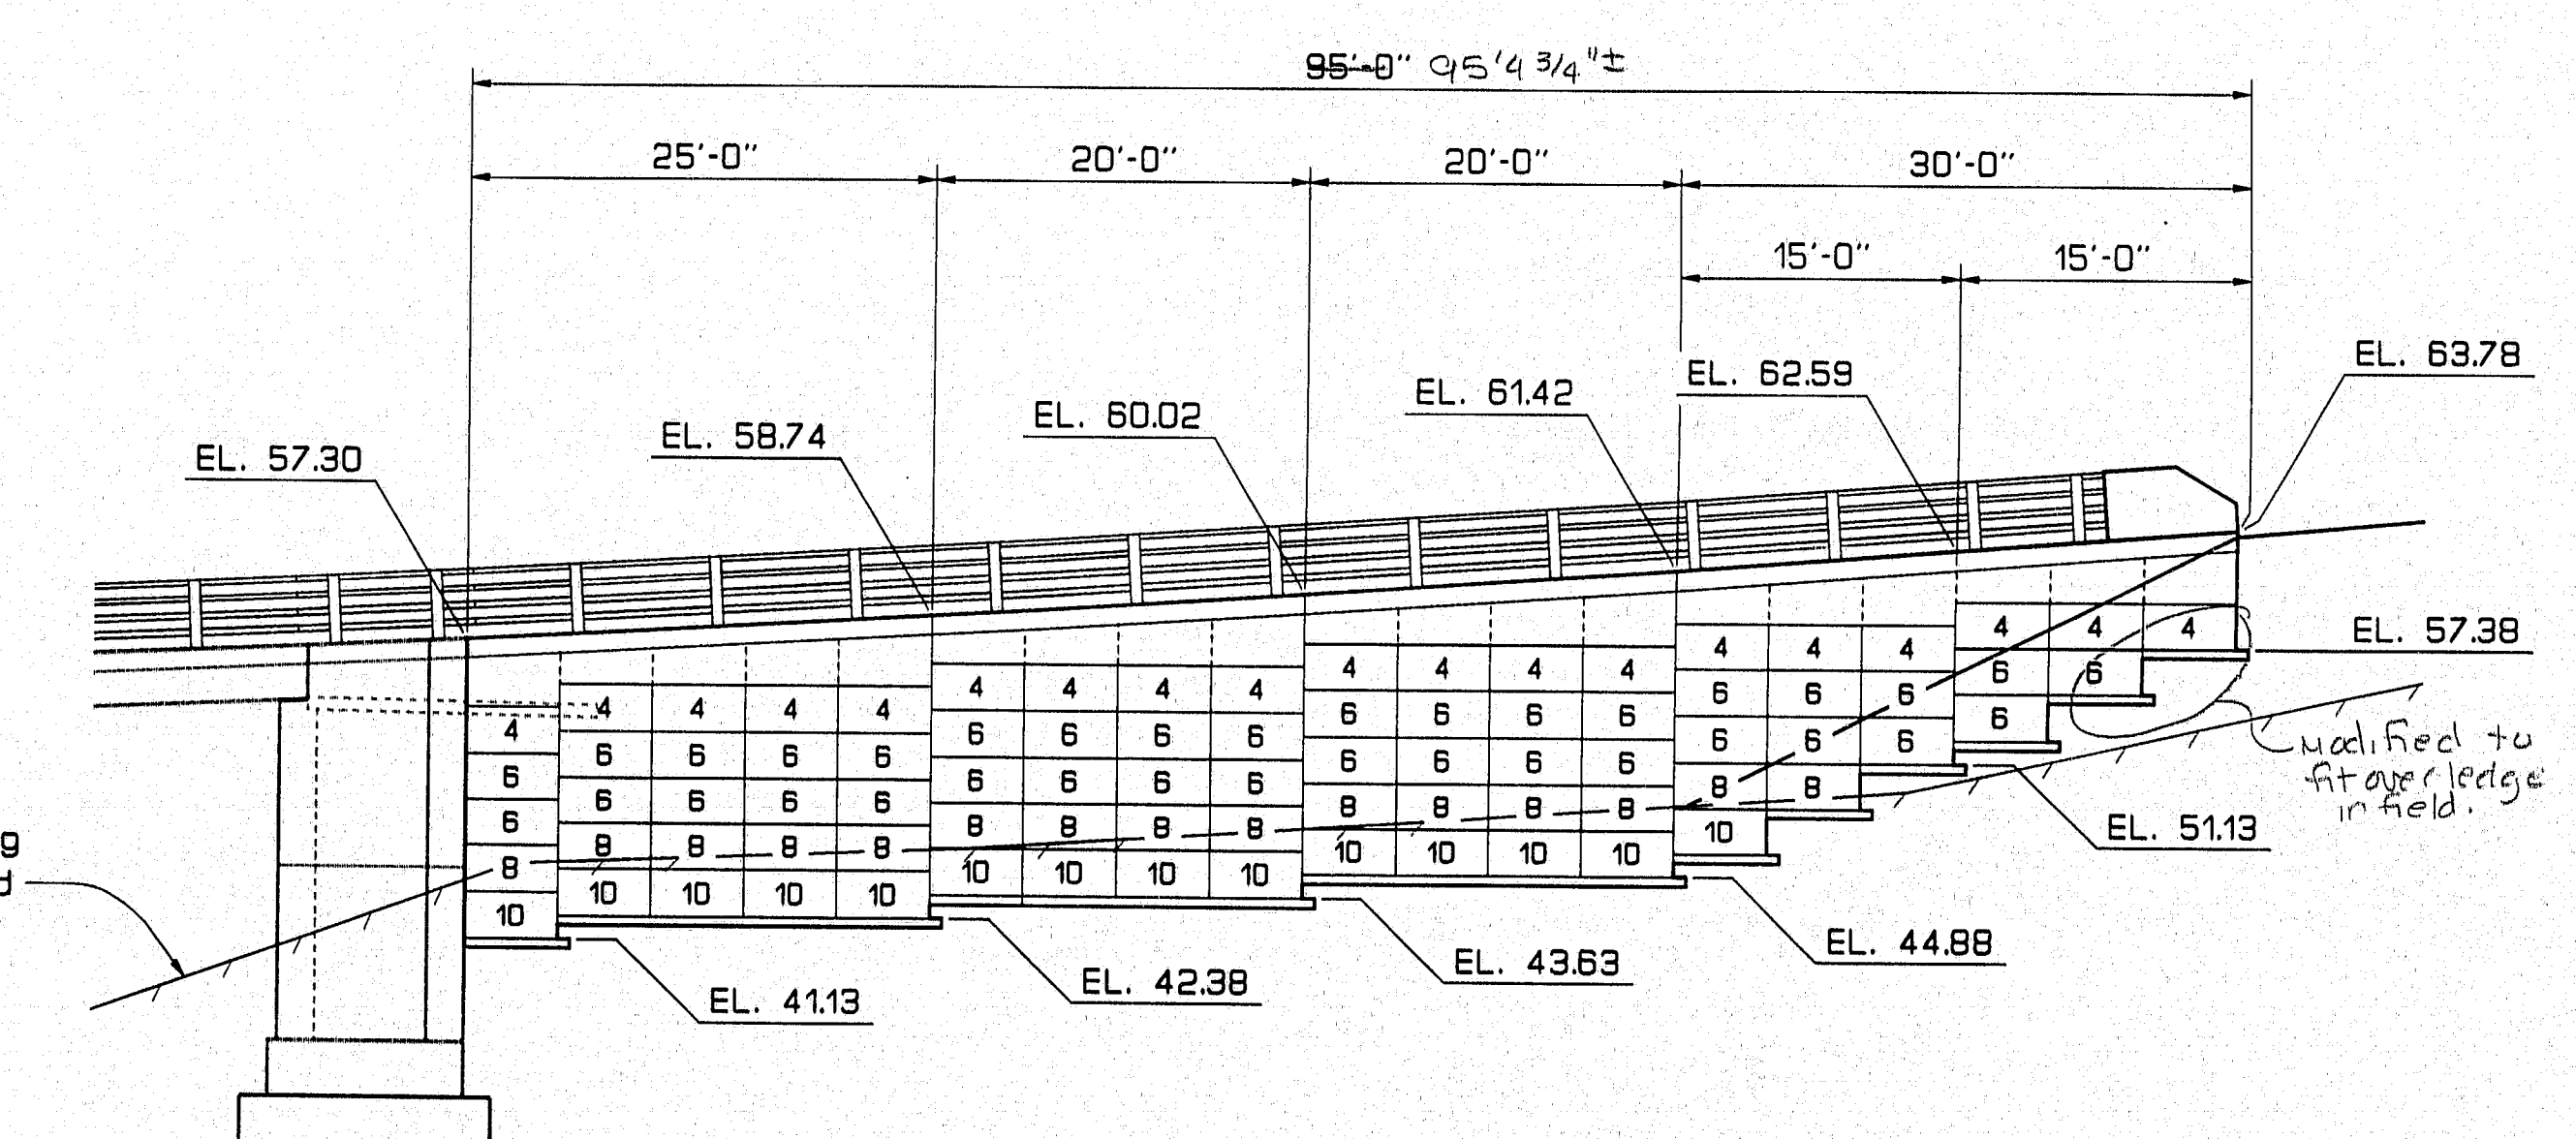 95'-0" 95'4 3/4"±
25'-0" 20'-0" 20'-0" 30'-0"
15'-0" 15'-0"
EL. 63.78
EL. 62.59
EL. 61.42
EL. 60.02
EL. 58.74
EL. 57.30
EL. 57.38
4 4 4
4 4 4
4 4 4 4
4 4 4 4
4 4 4 4
4
6 6
6 6 6
6 6 6 6
6 6 6 6
6 6 6 6
6
6
6 6 6
6 6 6 6
6 6 6 6
6 6 6 6
6
8 8
8 8 8 8
8 8 8 8
8 8 8 8
8
10
10 10 10 10
10 10 10 10
10 10 10 10
10
Modified to
fit over ledge
in field.
g
d
EL. 51.13
EL. 44.88
EL. 43.63
EL. 42.38
EL. 41.13